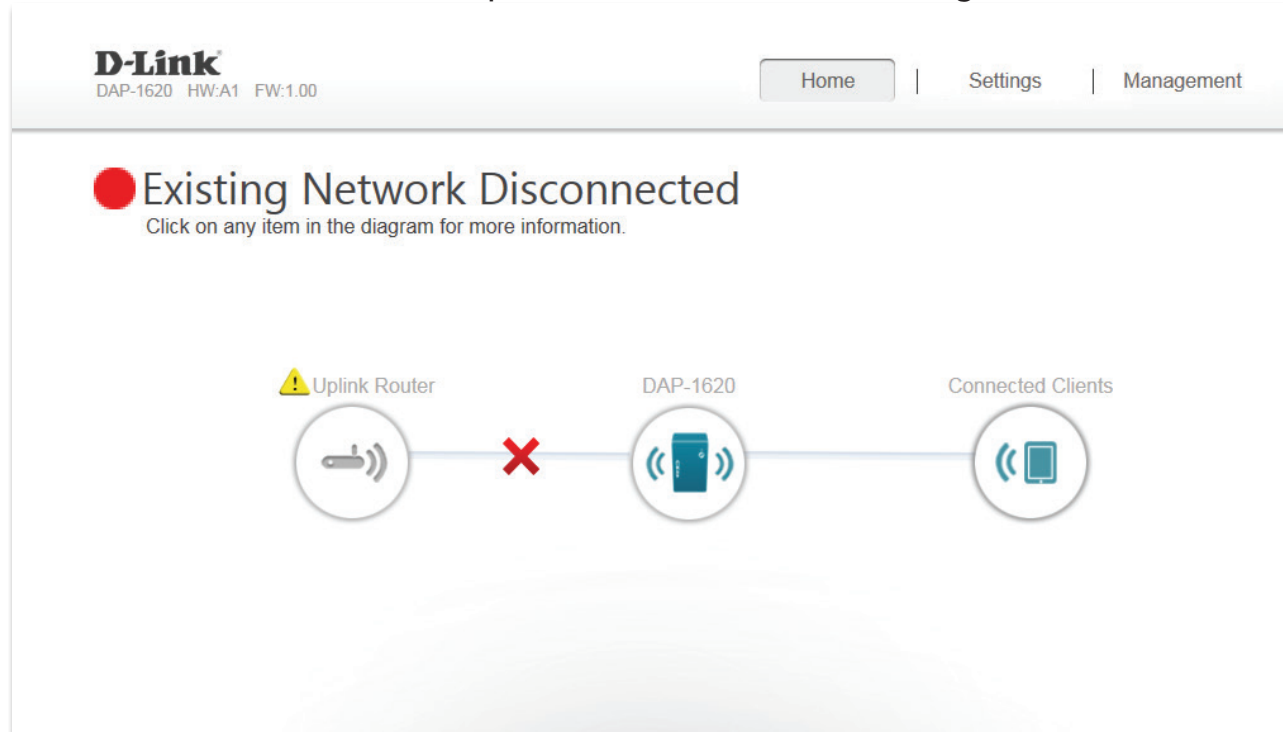 D-Link
DAP-1620 HW:A1 FW:1.00
Home | Settings | Management
Existing Network Disconnected
Click on any item in the diagram for more information.
Uplink Router
DAP-1620
Connected Clients